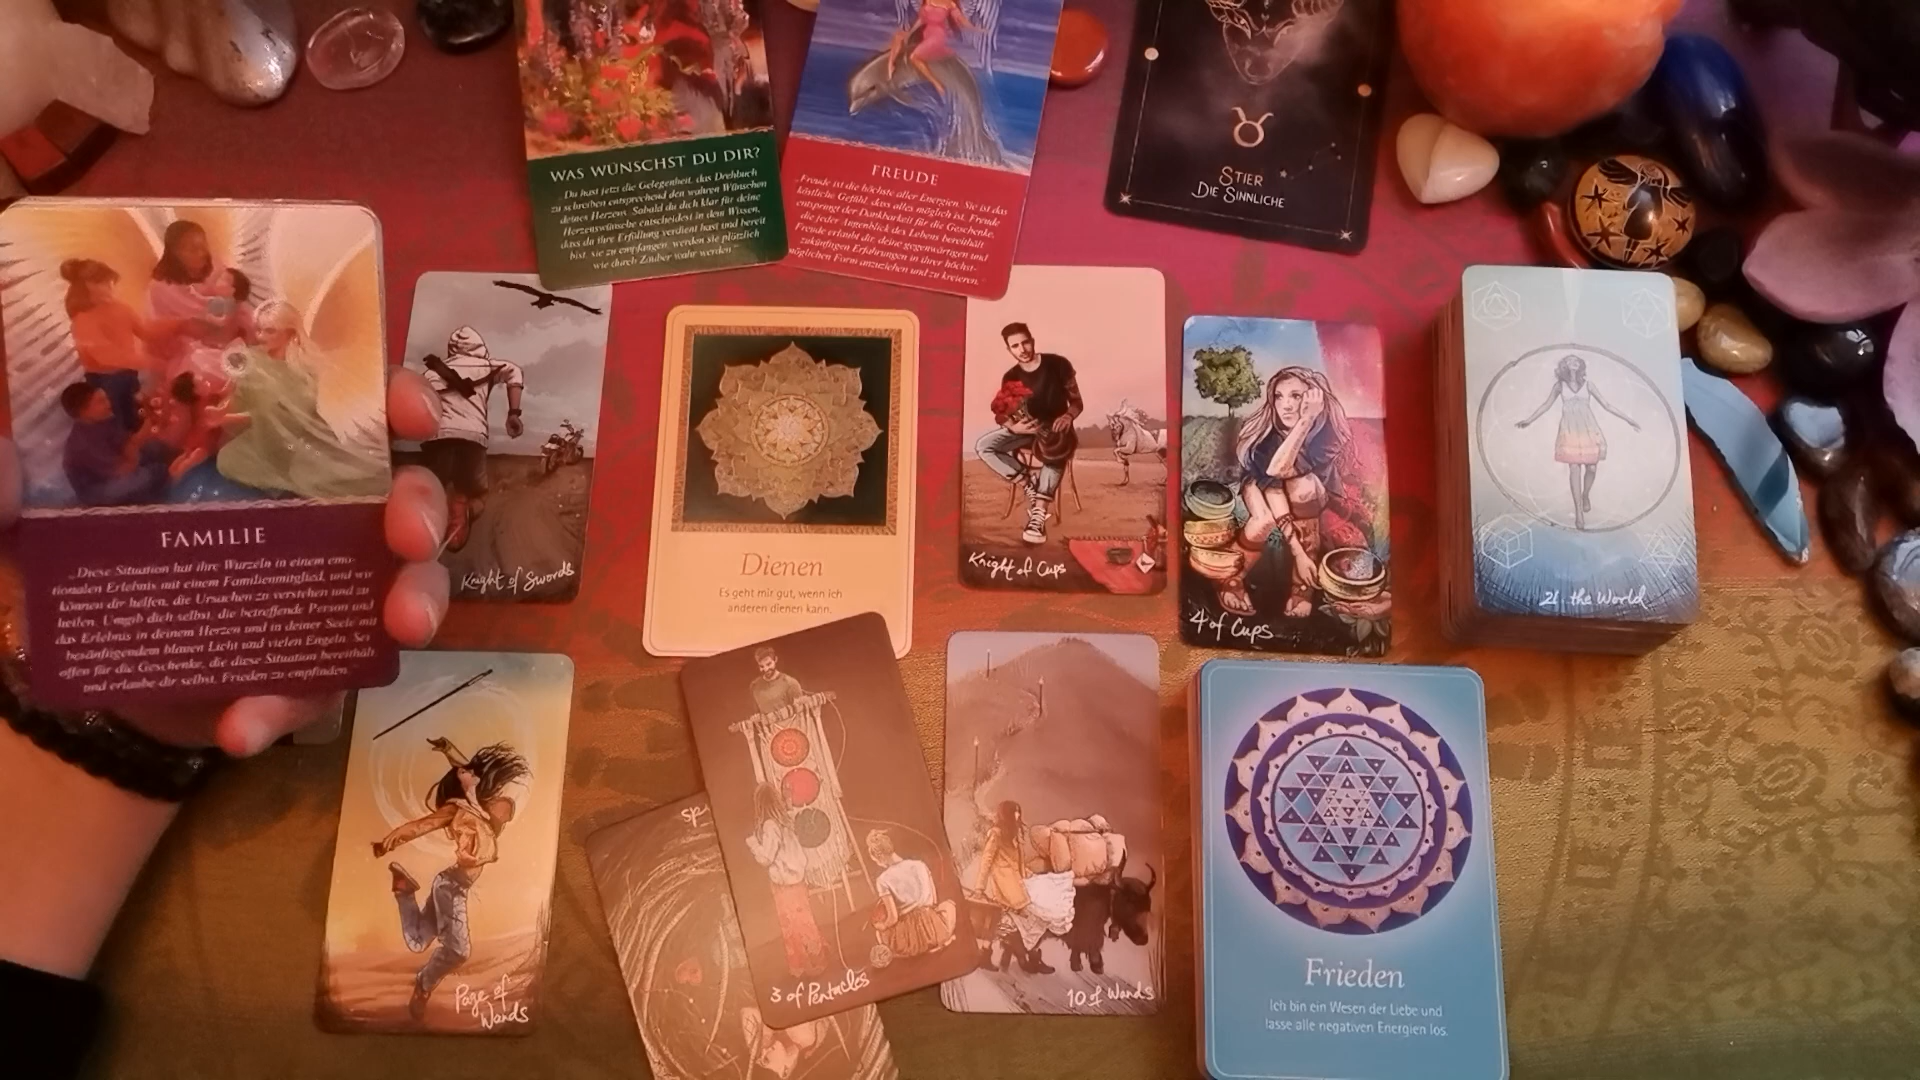 WAS WÜNSCHST DU DIR?
„Du hast jetzt die Gelegenheit, das Drehbuch
zu schreiben entsprechend den wahren Wünschen
deines Herzens. Sobald du dich klar für deine
Herzenswünsche entscheidest in dem Wissen,
dass du ihre Erfüllung verdient hast und bereit
bist, sie zu empfangen, werden sie plötzlich
wie durch Zauber wahr werden.“
FREUDE
„Freude ist die höchste aller Energien. Sie ist das
köstliche Gefühl, dass alles möglich ist. Freude
entspringt der Dankbarkeit für die Geschenke,
die jeder Augenblick des Lebens bereithält.
Freude erlaubt dir, deine gegenwärtigen und
zukünftigen Erfahrungen in ihrer höchst-
möglichen Form anzuziehen und zu kreieren.“
STIER
DIE SINNLICHE
FAMILIE
„Diese Situation hat ihre Wurzeln in einem emo-
tionalen Erlebnis mit einem Familienmitglied, und wir
können dir helfen, die Ursachen zu verstehen und zu
heilen. Umgib dich selbst, die betreffende Person und
das Erlebnis in deinem Herzen und in deiner Seele mit
besänftigendem blauen Licht und vielen Engeln. Sei
offen für die Geschenke, die diese Situation bereithält
und erlaube dir selbst, Frieden zu empfinden.“
Knight of Swords
Dienen
Es geht mir gut, wenn ich
anderen dienen kann.
Knight of Cups
4 of Cups
21 the World
Page of
Wands
3 of Pentacles
10 of Wands
Frieden
Ich bin ein Wesen der Liebe und
lasse alle negativen Energien los.